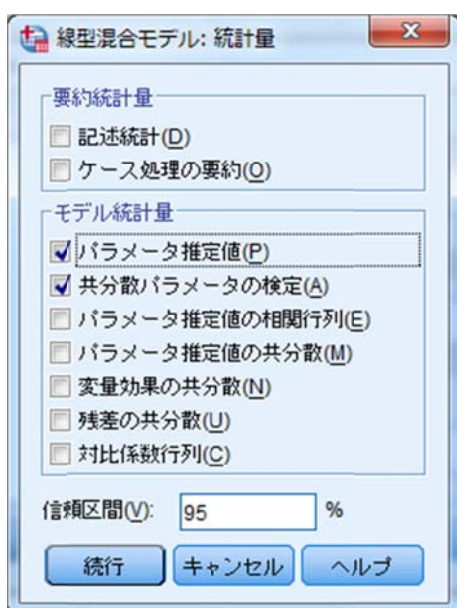 線型混合モデル: 統計量
要約統計量
記述統計(D)
ケース処理の要約(O)
モデル統計量
パラメータ推定値(P)
共分散パラメータの検定(A)
パラメータ推定値の相関行列(E)
パラメータ推定値の共分散(M)
変量効果の共分散(N)
残差の共分散(U)
対比係数行列(C)
信頼区間(V): 95 %
続行 キャンセル ヘルプ